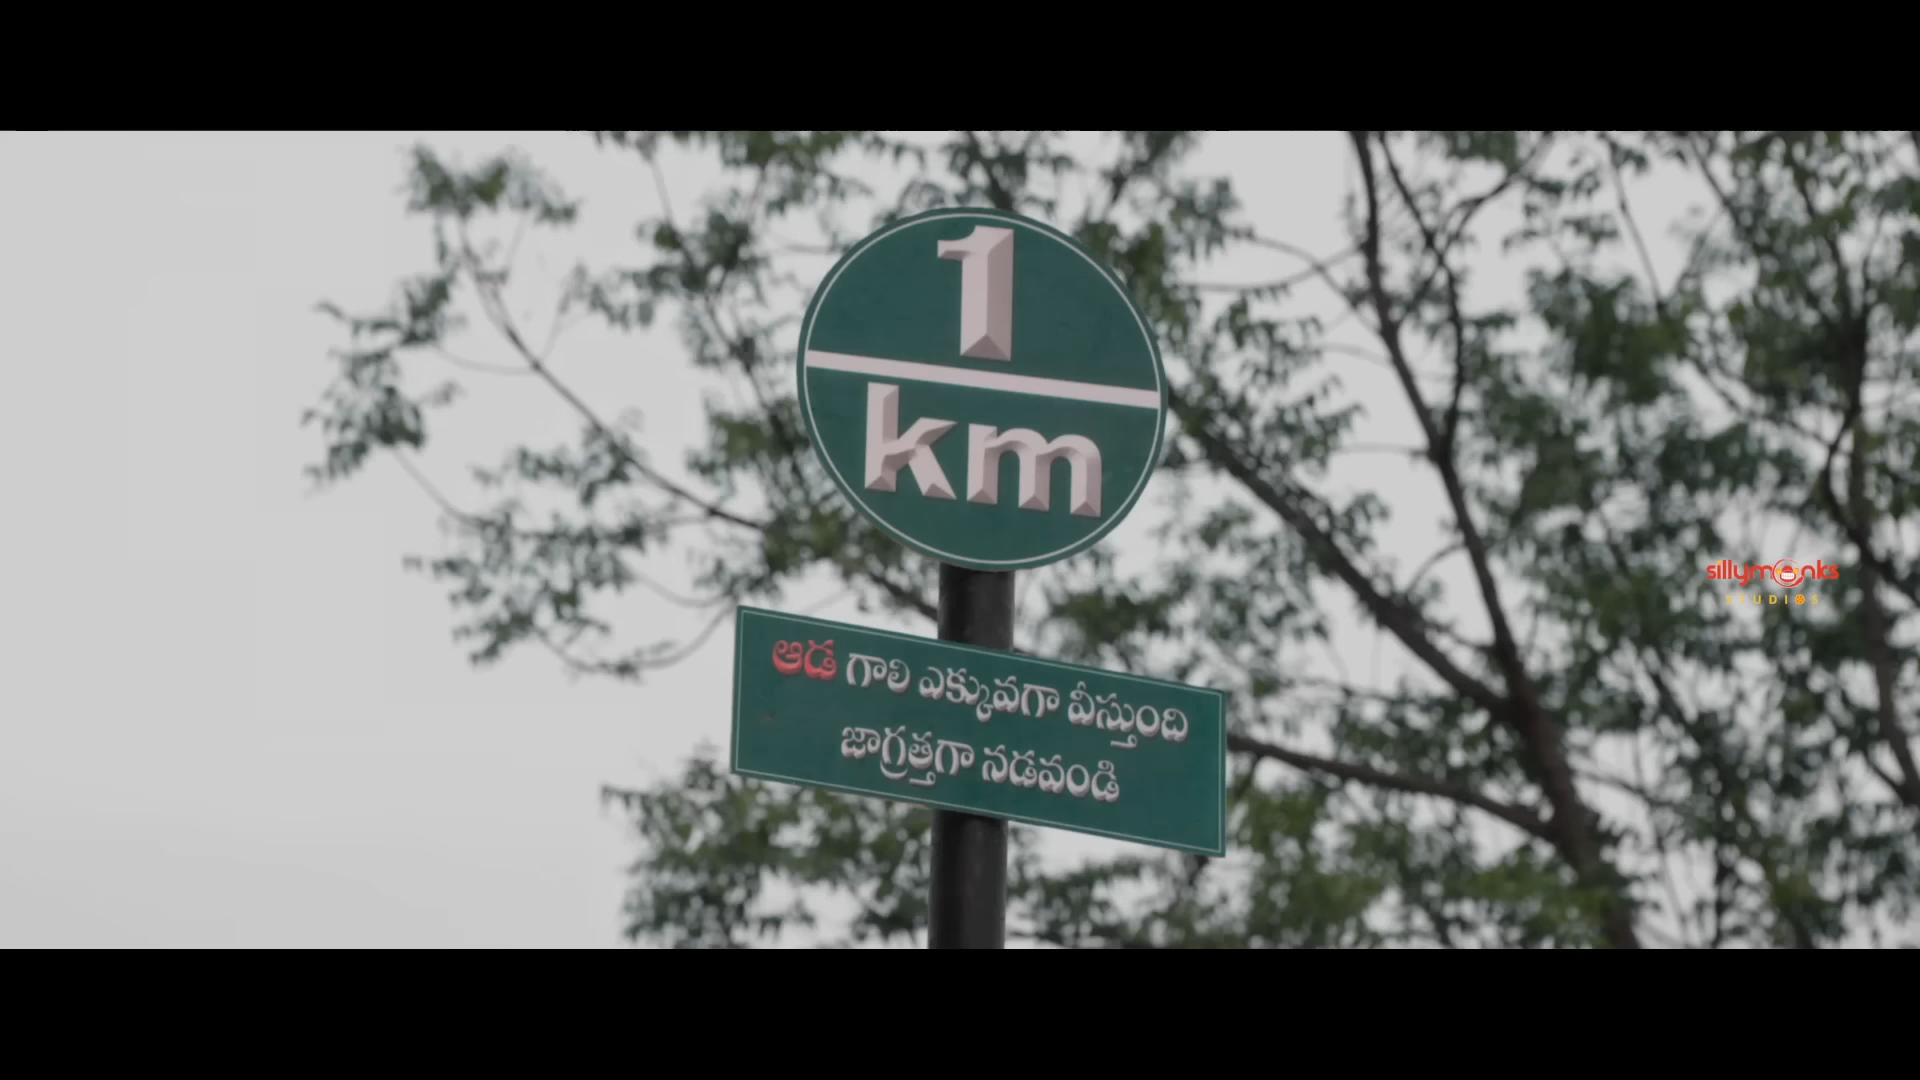 1
km
ఆడ గాలి ఎక్కువగా వీస్తుంది
జాగ్రత్తగా నడవండి
sillymonks
STUDIOS